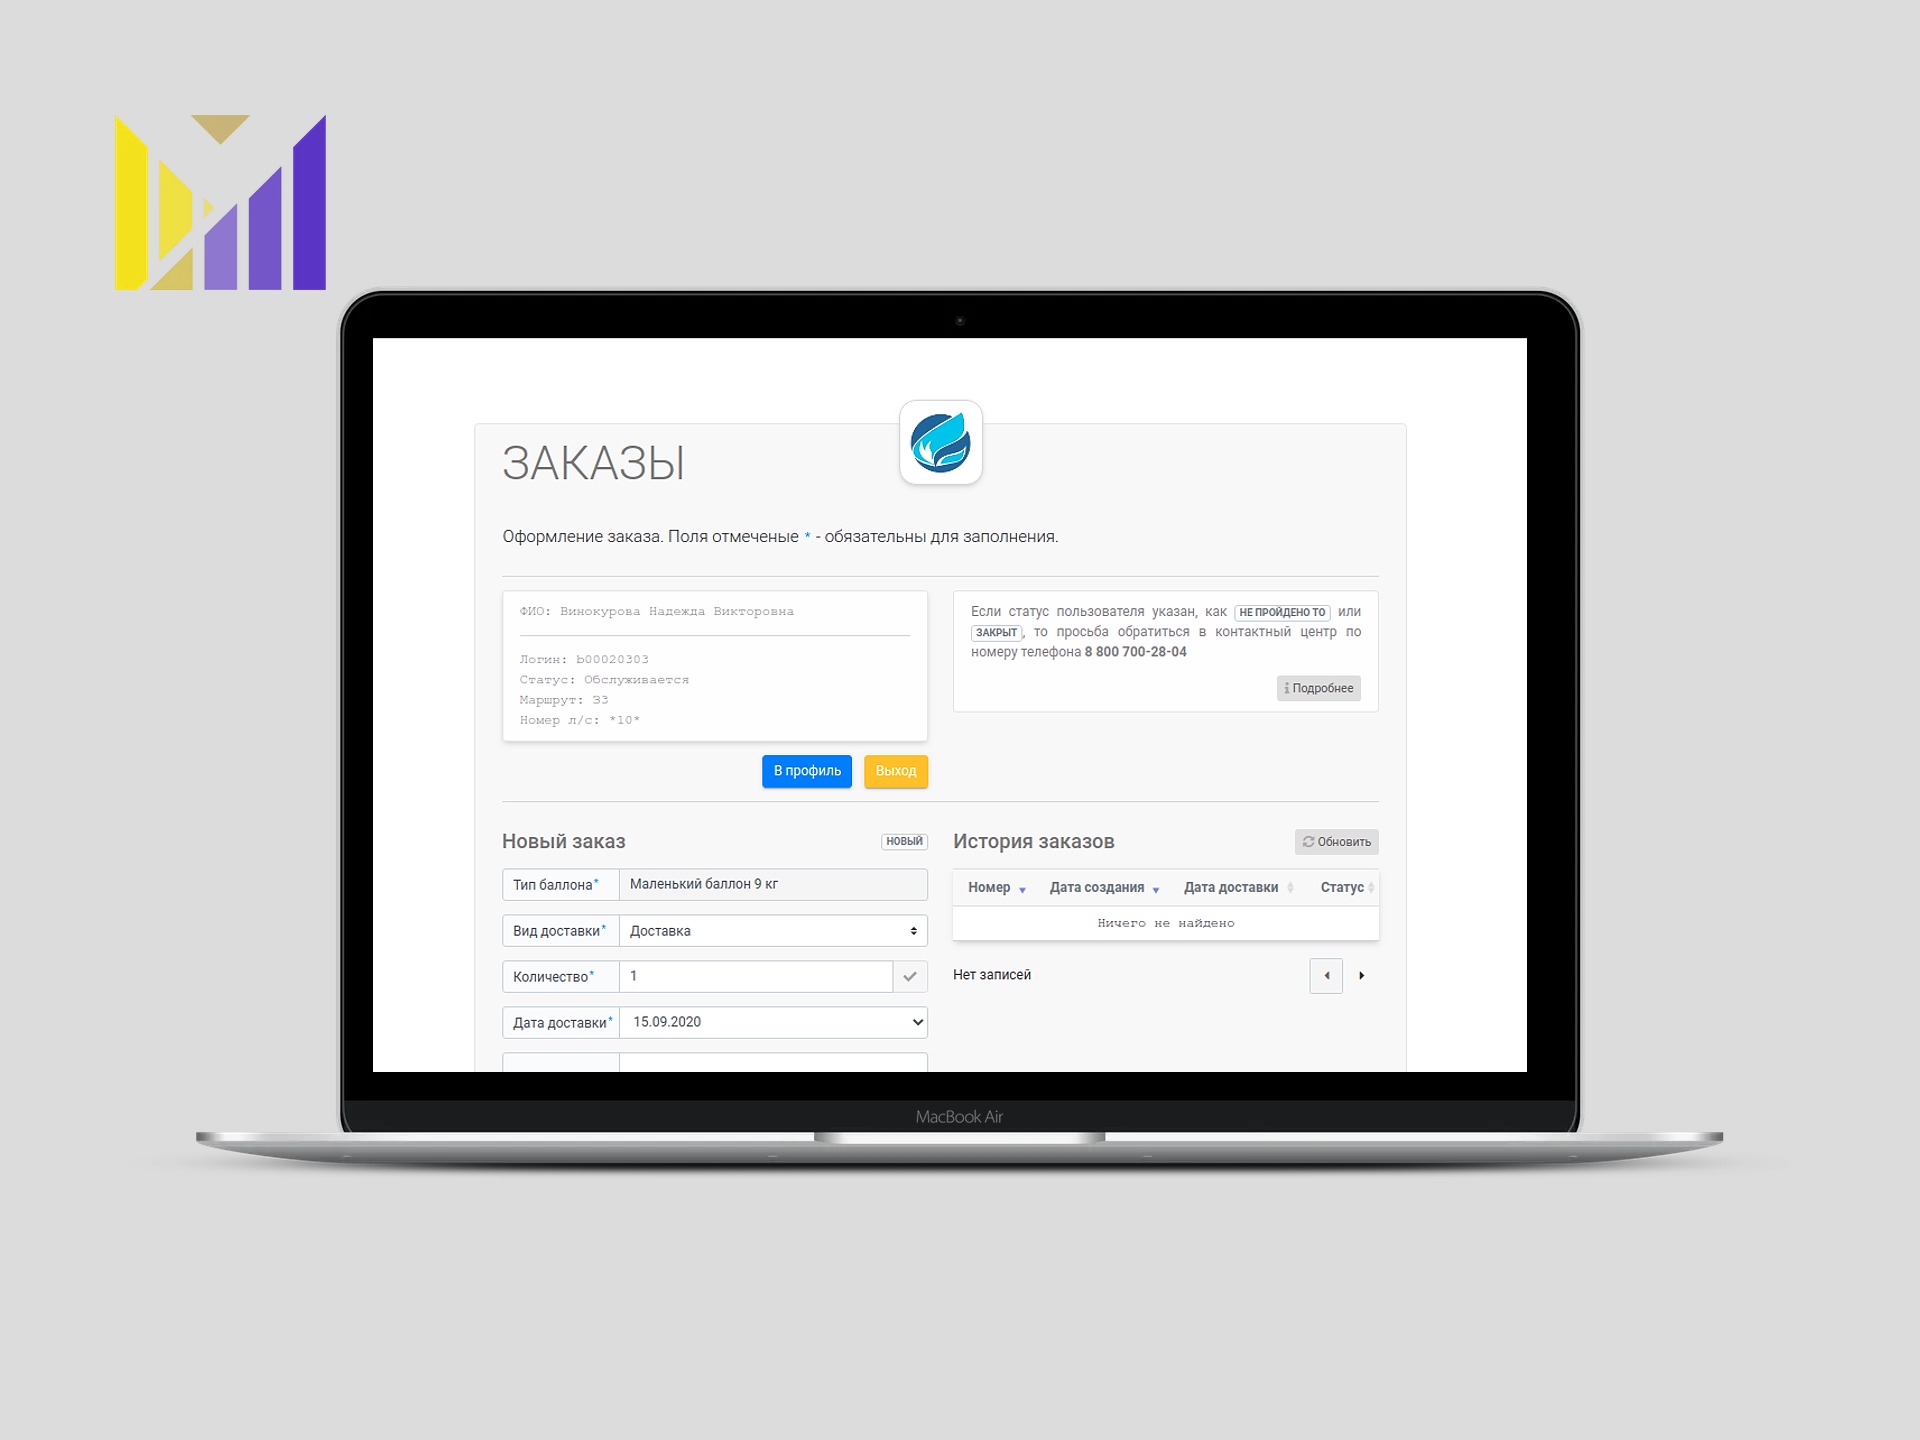 ЗАКАЗЫ
Оформление заказа. Поля отмеченые * - обязательны для заполнения.
ФИО: Винокурова Надежда Викторовна
Логин: b00020303
Статус: Обслуживается
Маршрут: 33
Номер л/с: *10*
Если статус пользователя указан, как НЕ ПРОЙДЕНО ТО или
ЗАКРЫТ, то просьба обратиться в контактный центр по
номеру телефона 8 800 700-28-04
Подробнее
В профиль Выход
Новый заказ НОВЫЙ
Тип баллона* Маленький баллон 9 кг
Вид доставки* Доставка
Количество* 1
Дата доставки* 15.09.2020
История заказов Обновить
Номер Дата создания Дата доставки Статус
Ничего не найдено
Нет записей
MacBook Air